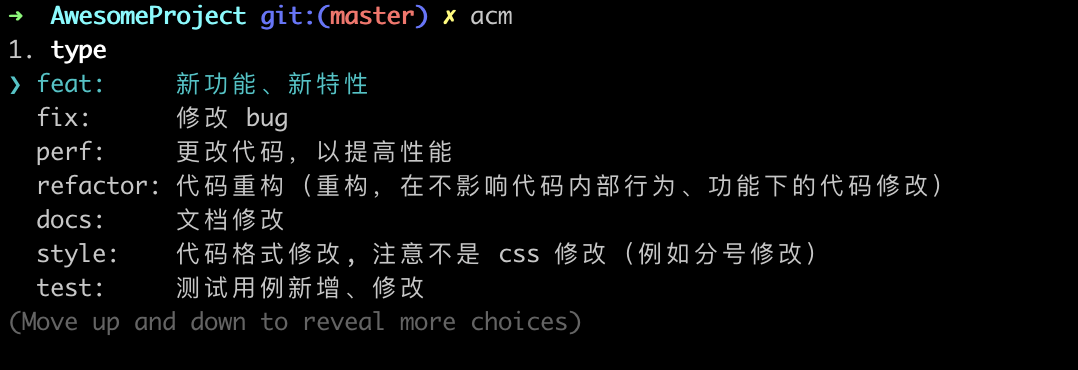 ➜  AwesomeProject git:(master) ✗ acm
1. type
❯ feat:     新功能、新特性
  fix:      修改 bug
  perf:     更改代码，以提高性能
  refactor: 代码重构（重构，在不影响代码内部行为、功能下的代码修改）
  docs:     文档修改
  style:    代码格式修改, 注意不是 css 修改（例如分号修改）
  test:     测试用例新增、修改
(Move up and down to reveal more choices)